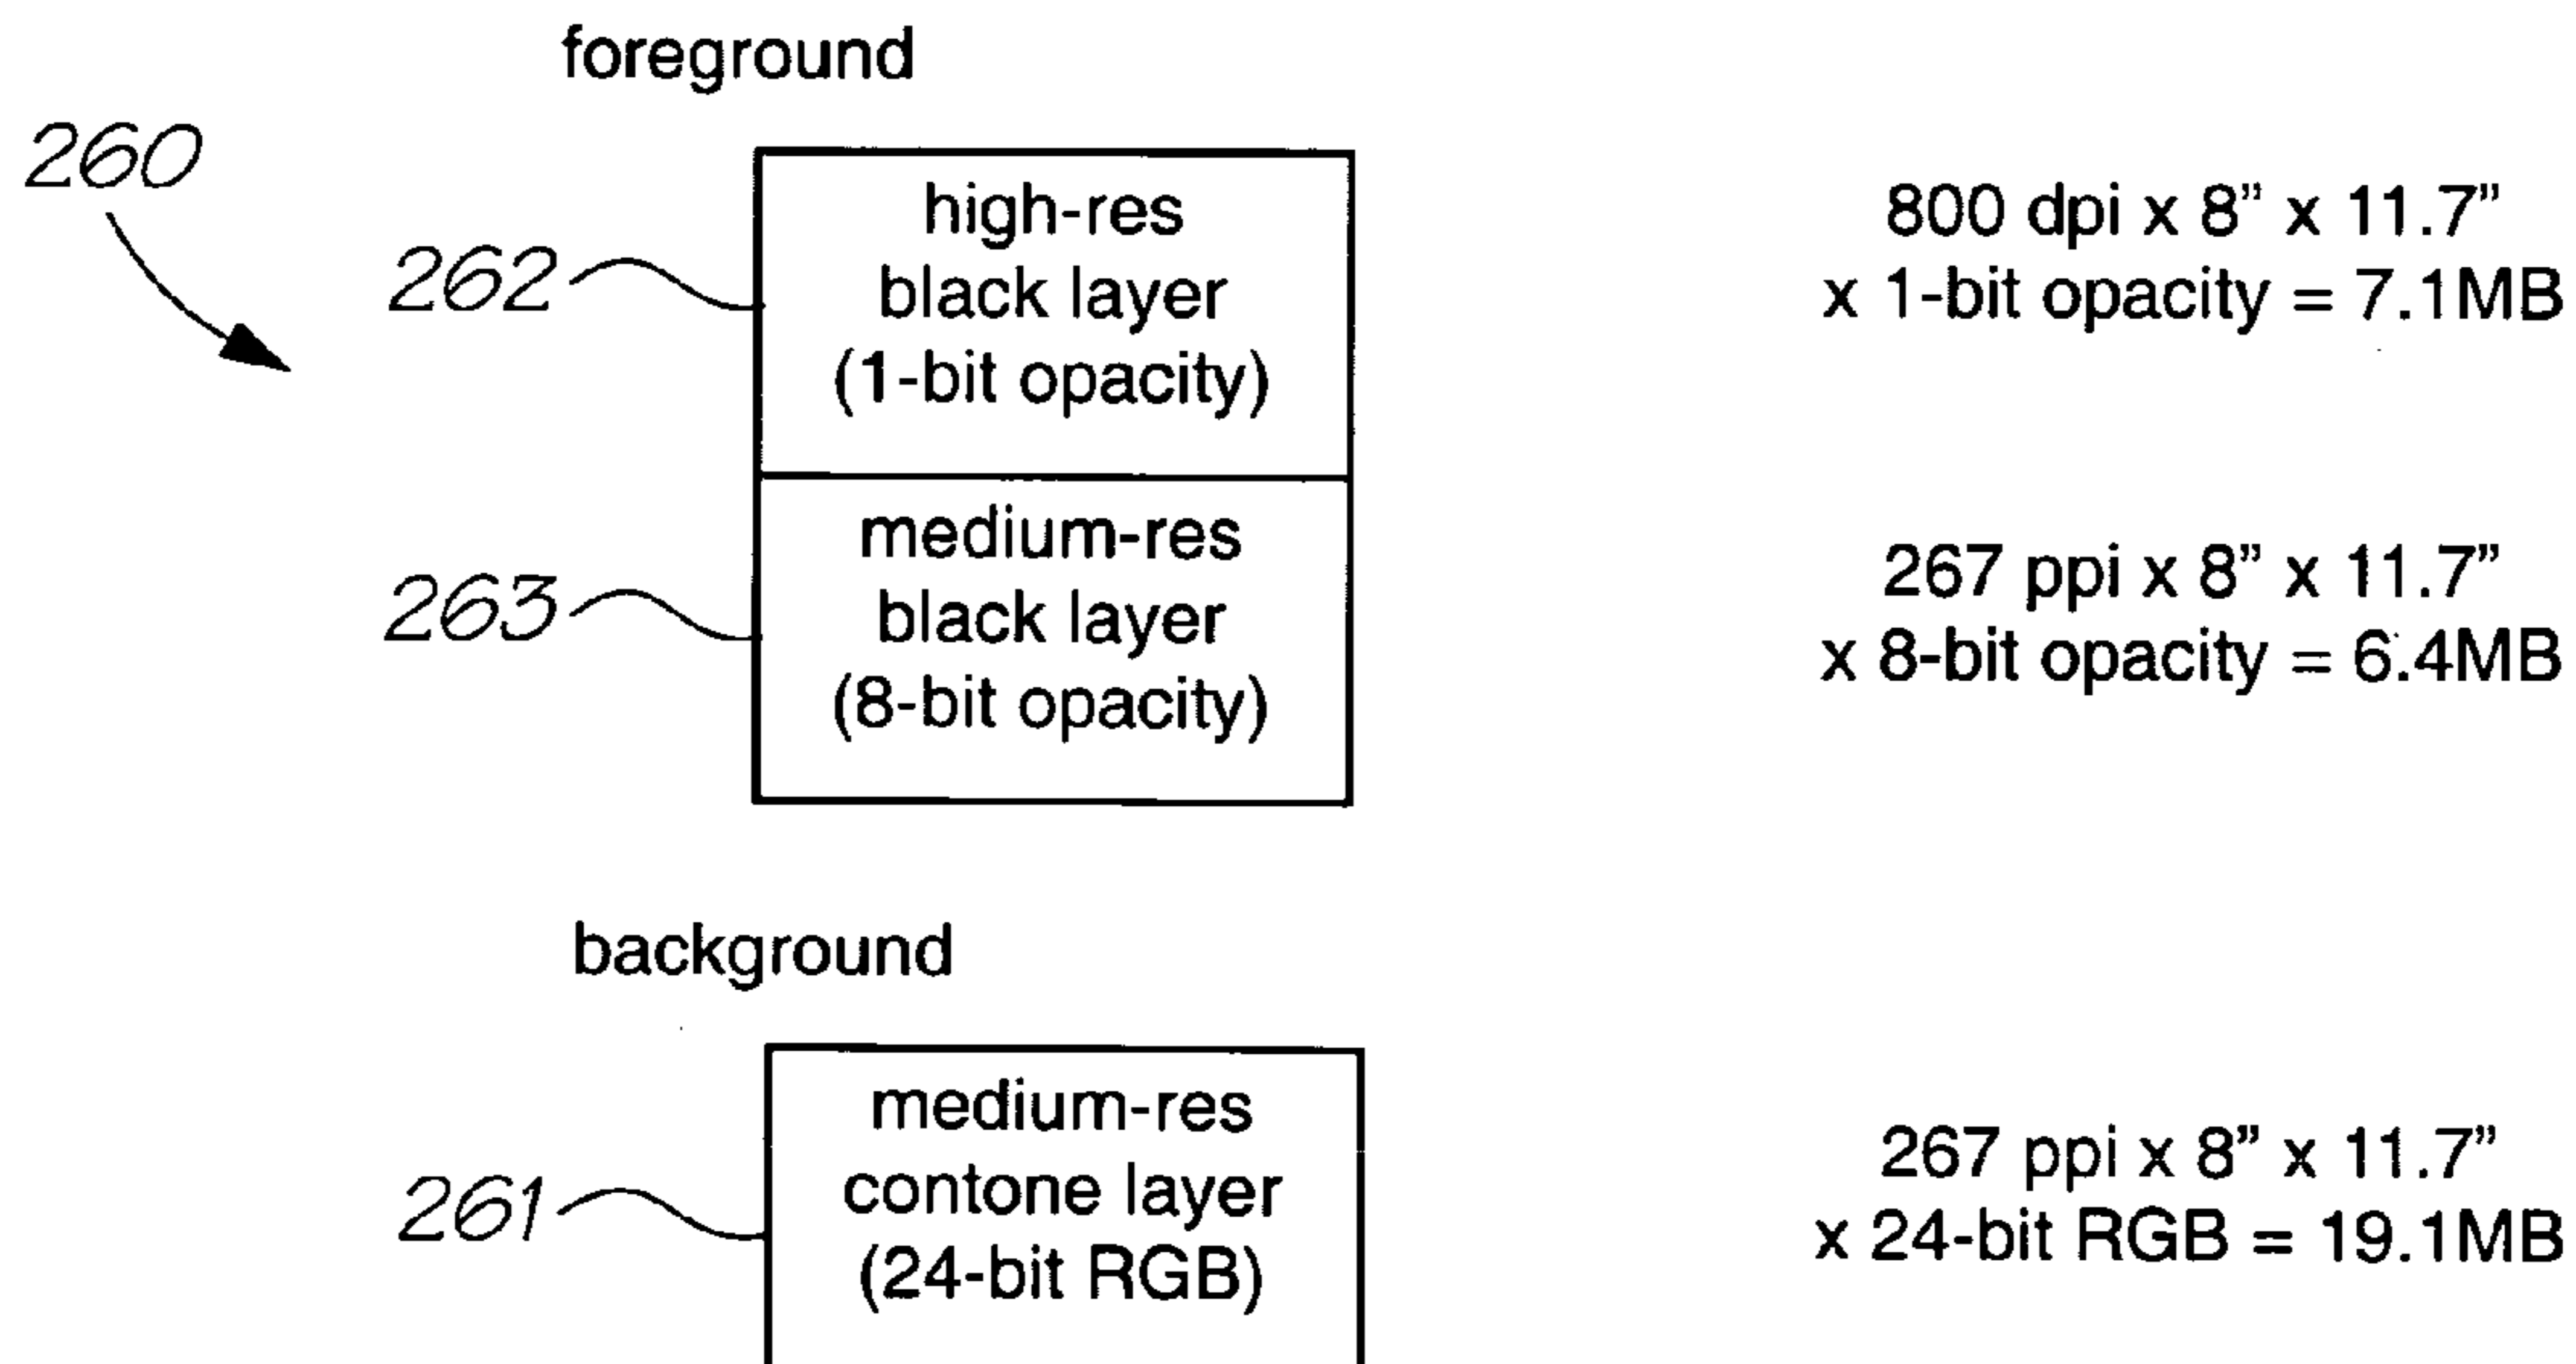 foreground
260
262
high-res
black layer
(1-bit opacity)
800 dpi x 8” x 11.7”
x 1-bit opacity = 7.1MB
263
medium-res
black layer
(8-bit opacity)
267 ppi x 8” x 11.7”
x 8-bit opacity = 6.4MB
background
261
medium-res
contone layer
(24-bit RGB)
267 ppi x 8” x 11.7”
x 24-bit RGB = 19.1MB